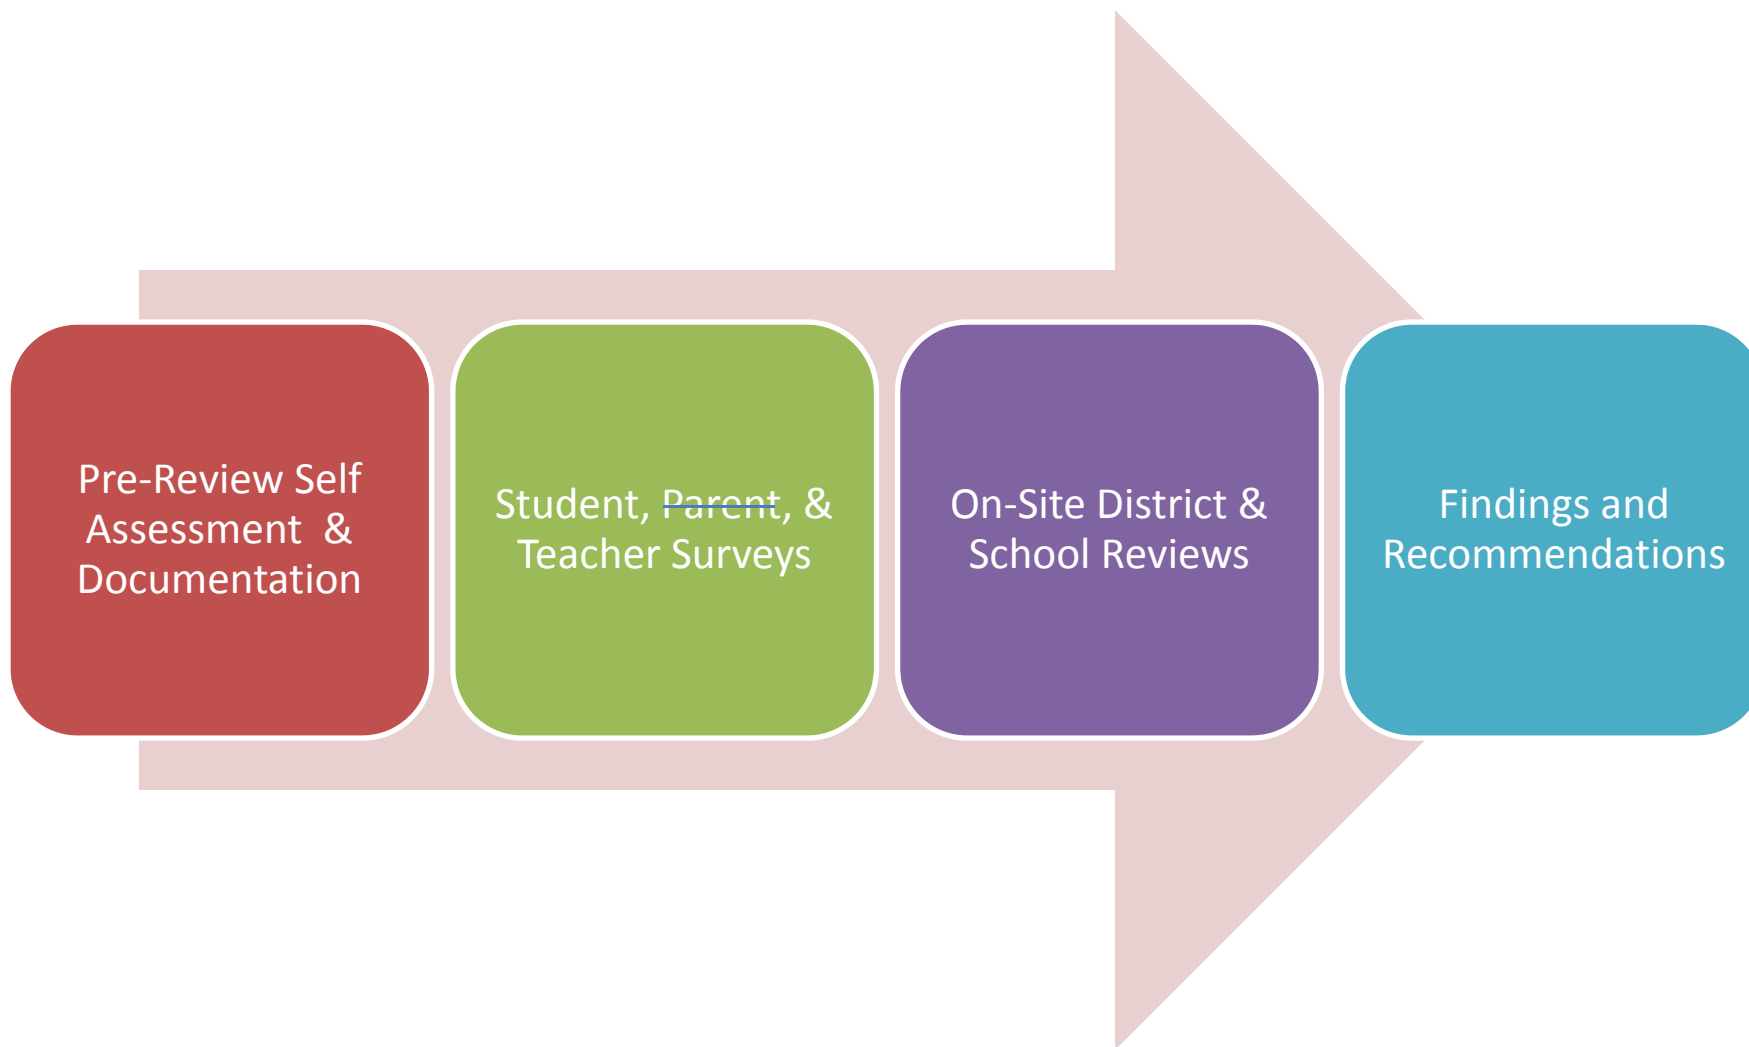 Pre-Review Self
Assessment  &
Documentation
Student, Parent, &
Teacher Surveys
On-Site District &
School Reviews
Findings and
Recommendations